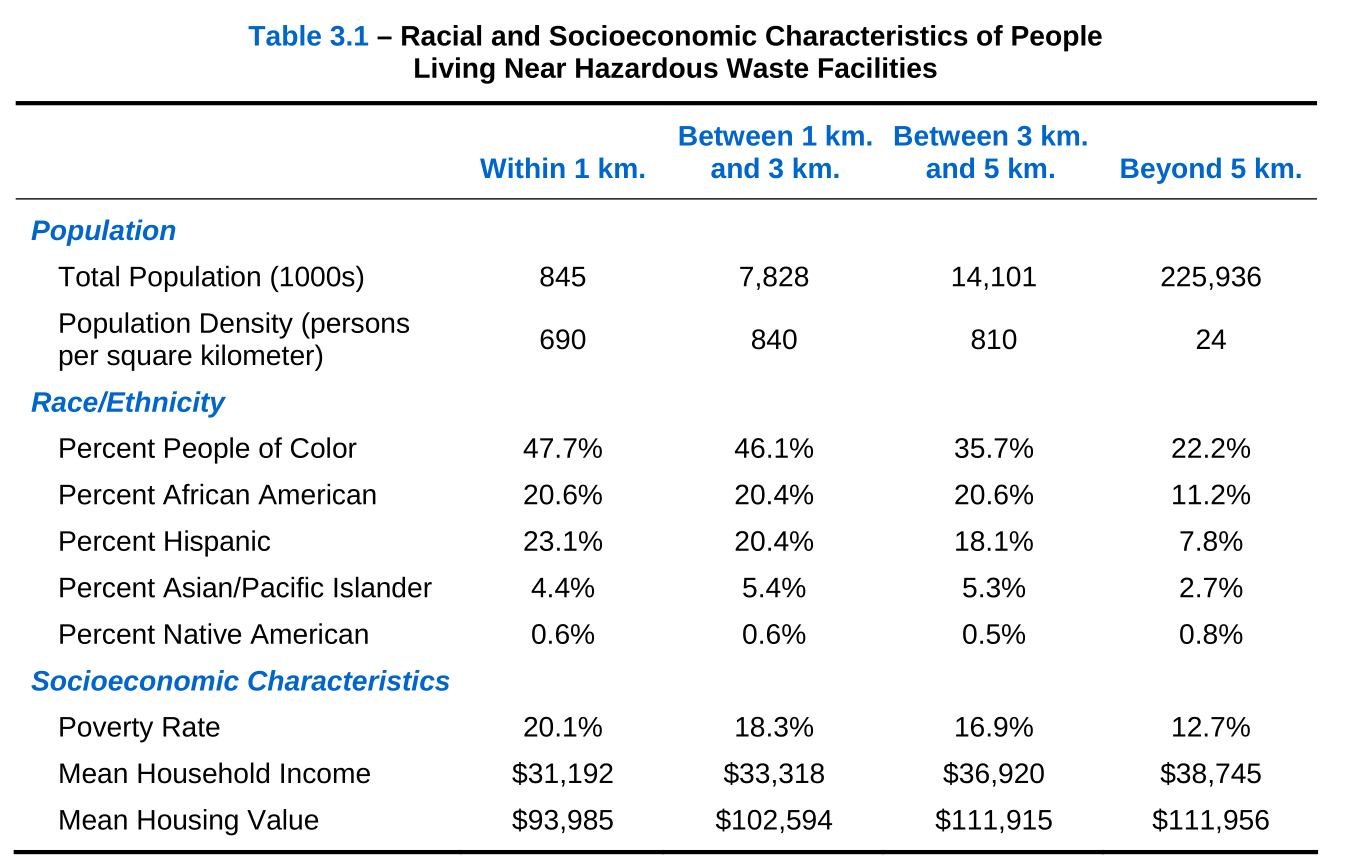 Table 3.1 – Racial and Socioeconomic Characteristics of People
Living Near Hazardous Waste Facilities
Within 1 km. Between 1 km. and 3 km. Between 3 km. and 5 km. Beyond 5 km.
Population
Total Population (1000s) 845 7,828 14,101 225,936
Population Density (persons
per square kilometer) 690 840 810 24
Race/Ethnicity
Percent People of Color 47.7% 46.1% 35.7% 22.2%
Percent African American 20.6% 20.4% 20.6% 11.2%
Percent Hispanic 23.1% 20.4% 18.1% 7.8%
Percent Asian/Pacific Islander 4.4% 5.4% 5.3% 2.7%
Percent Native American 0.6% 0.6% 0.5% 0.8%
Socioeconomic Characteristics
Poverty Rate 20.1% 18.3% 16.9% 12.7%
Mean Household Income $31,192 $33,318 $36,920 $38,745
Mean Housing Value $93,985 $102,594 $111,915 $111,956